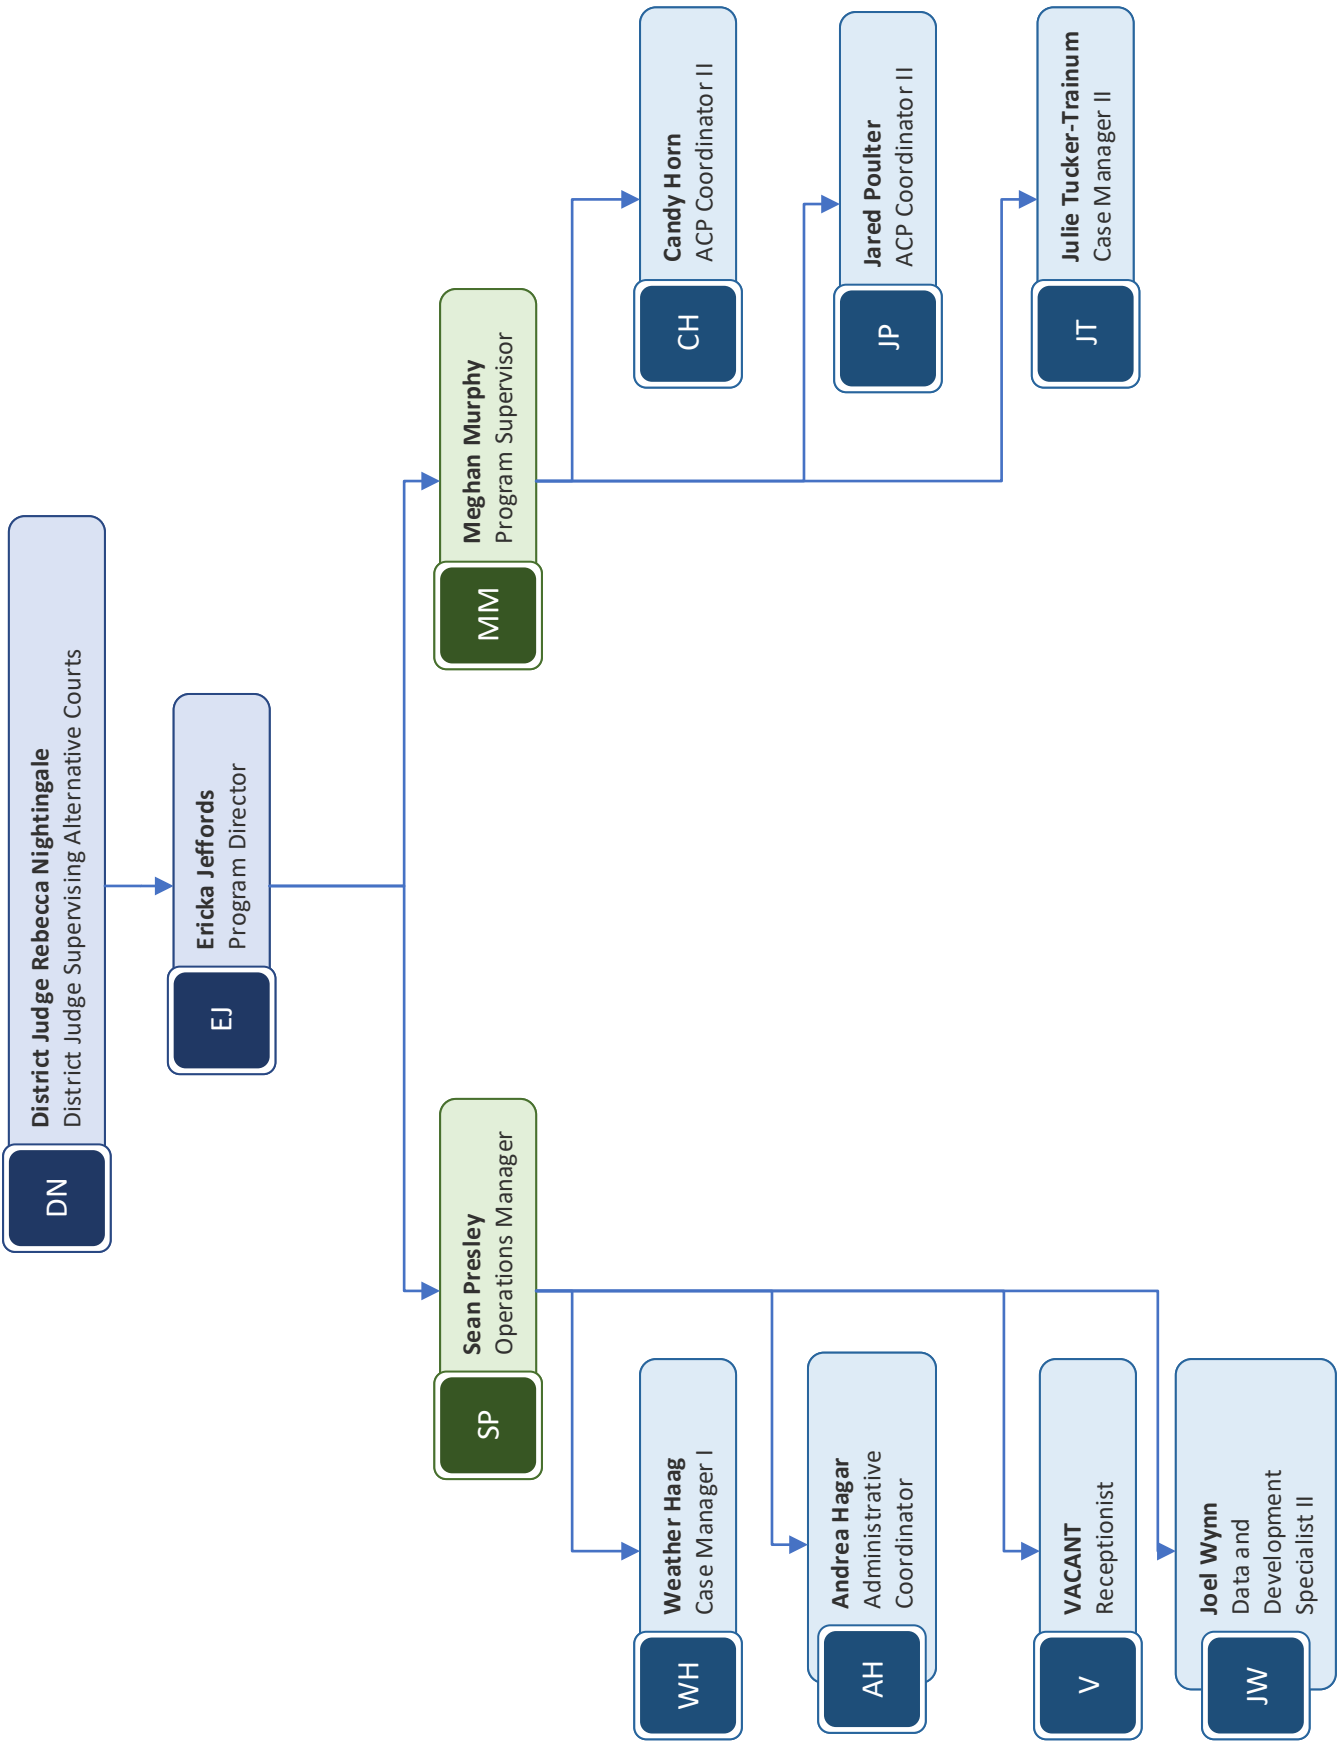 DN
District Judge Rebecca Nightingale
District Judge Supervising Alternative Courts
EJ
Ericka Jeffords
Program Director
SP
Sean Presley
Operations Manager
MM
Meghan Murphy
Program Supervisor
WH
Weather Haag
Case Manager I
AH
Andrea Hagar
Administrative
Coordinator
V
VACANT
Receptionist
JW
Joel Wynn
Data and
Development
Specialist II
CH
Candy Horn
ACP Coordinator II
JP
Jared Poulter
ACP Coordinator II
JT
Julie Tucker-Trainum
Case Manager II